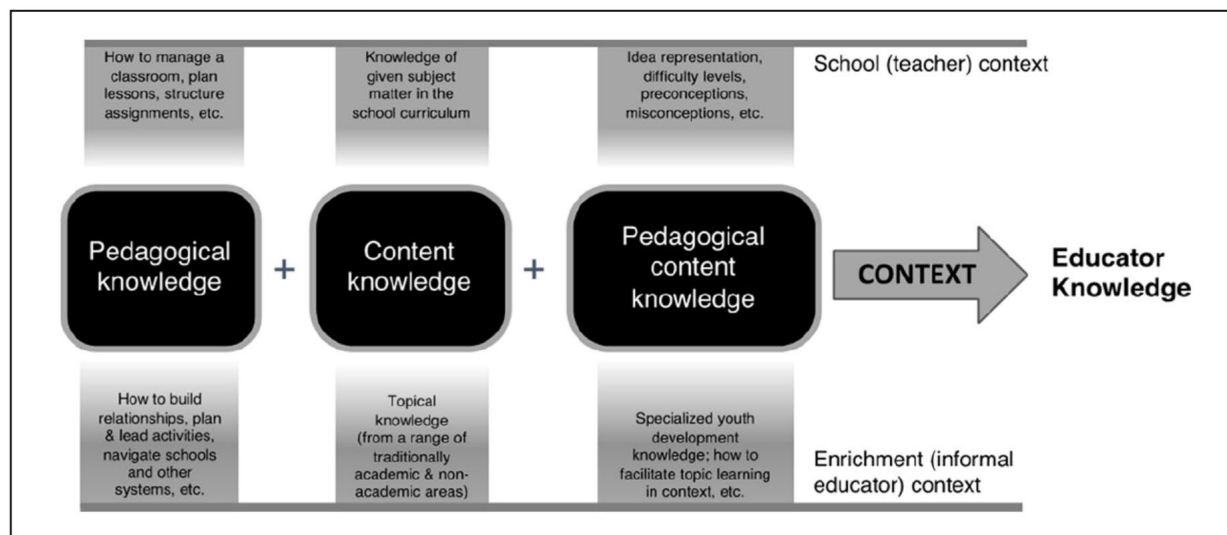 How to manage a
classroom, plan
lessons, structure
assignments, etc.
Knowledge of
given subject
matter in the
school curriculum
Idea representation,
difficulty levels,
preconceptions,
misconceptions, etc.
School (teacher) context
Pedagogical
knowledge
+
Content
knowledge
+
Pedagogical
content
knowledge
CONTEXT
Educator
Knowledge
How to build
relationships, plan
& lead activities,
navigate schools
and other
systems, etc.
Topical
knowledge
(from a range of
traditionally
academic & non-
academic areas)
Specialized youth
development
knowledge; how to
facilitate topic learning
in context, etc.
Enrichment (informal
educator) context